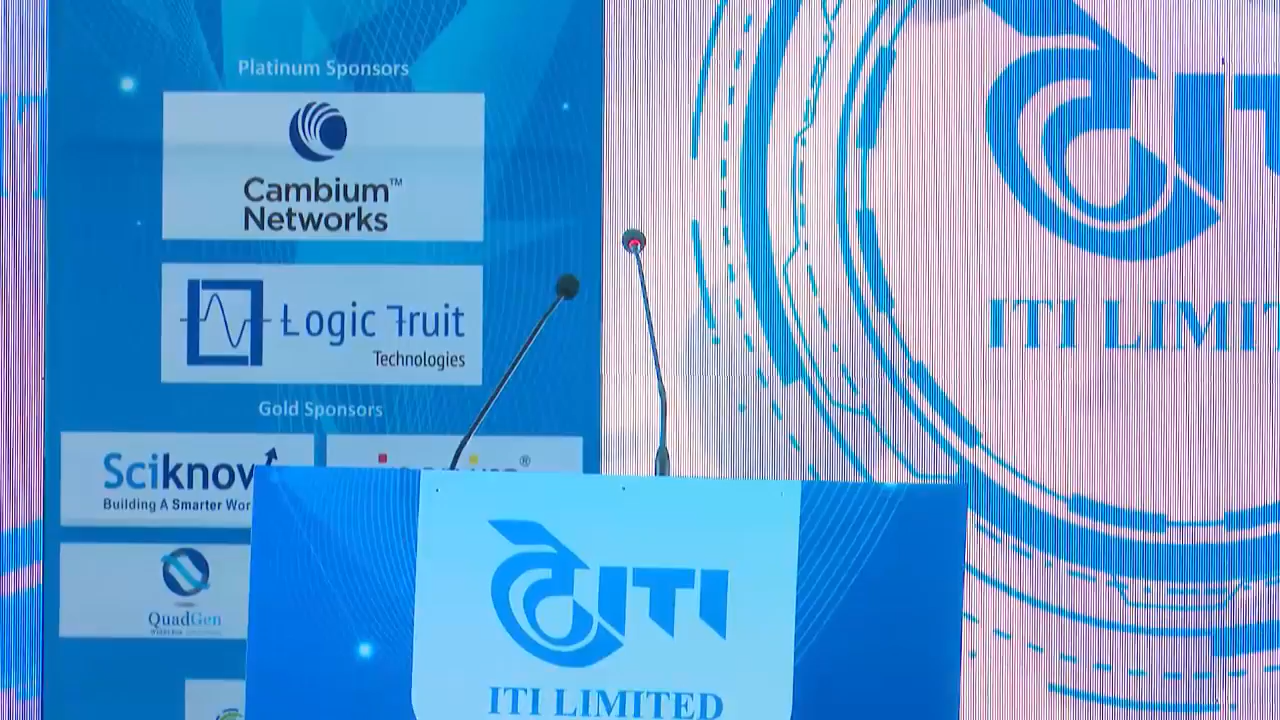 Platinum Sponsors
Cambium™
Networks
Logic Fruit
Technologies
Gold Sponsors
Sciknow
Building A Smarter Wor
®
QuadGen
ITI
ITI LIMITED
ITI LIMIT